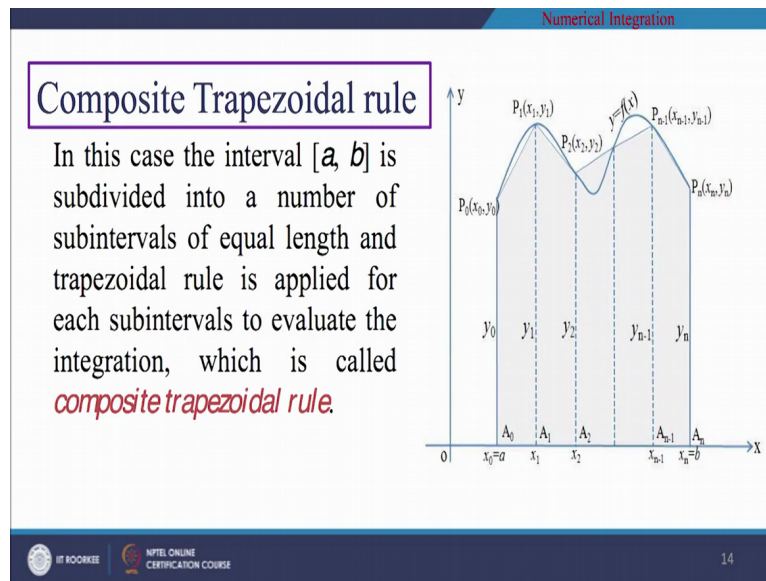 Numerical Integration
Composite Trapezoidal rule
In this case the interval [a, b] is
subdivided into a number of
subintervals of equal length and
trapezoidal rule is applied for
each subintervals to evaluate the
integration, which is called
composite trapezoidal rule.
y
P₁(x₁,y₁)
y=f(x)
Pₙ₋₁(xₙ₋₁,yₙ₋₁)
P₂(x₂,y₂)
P₀(x₀,y₀)
Pₙ(xₙ,yₙ)
y₀ y₁ y₂ yₙ₋₁ yₙ
A₀ A₁ A₂ Aₙ₋₁ Aₙ
x
0 x₀=a x₁ x₂ xₙ₋₁ xₙ=b
IIT ROORKEE
NPTEL ONLINE
CERTIFICATION COURSE
14